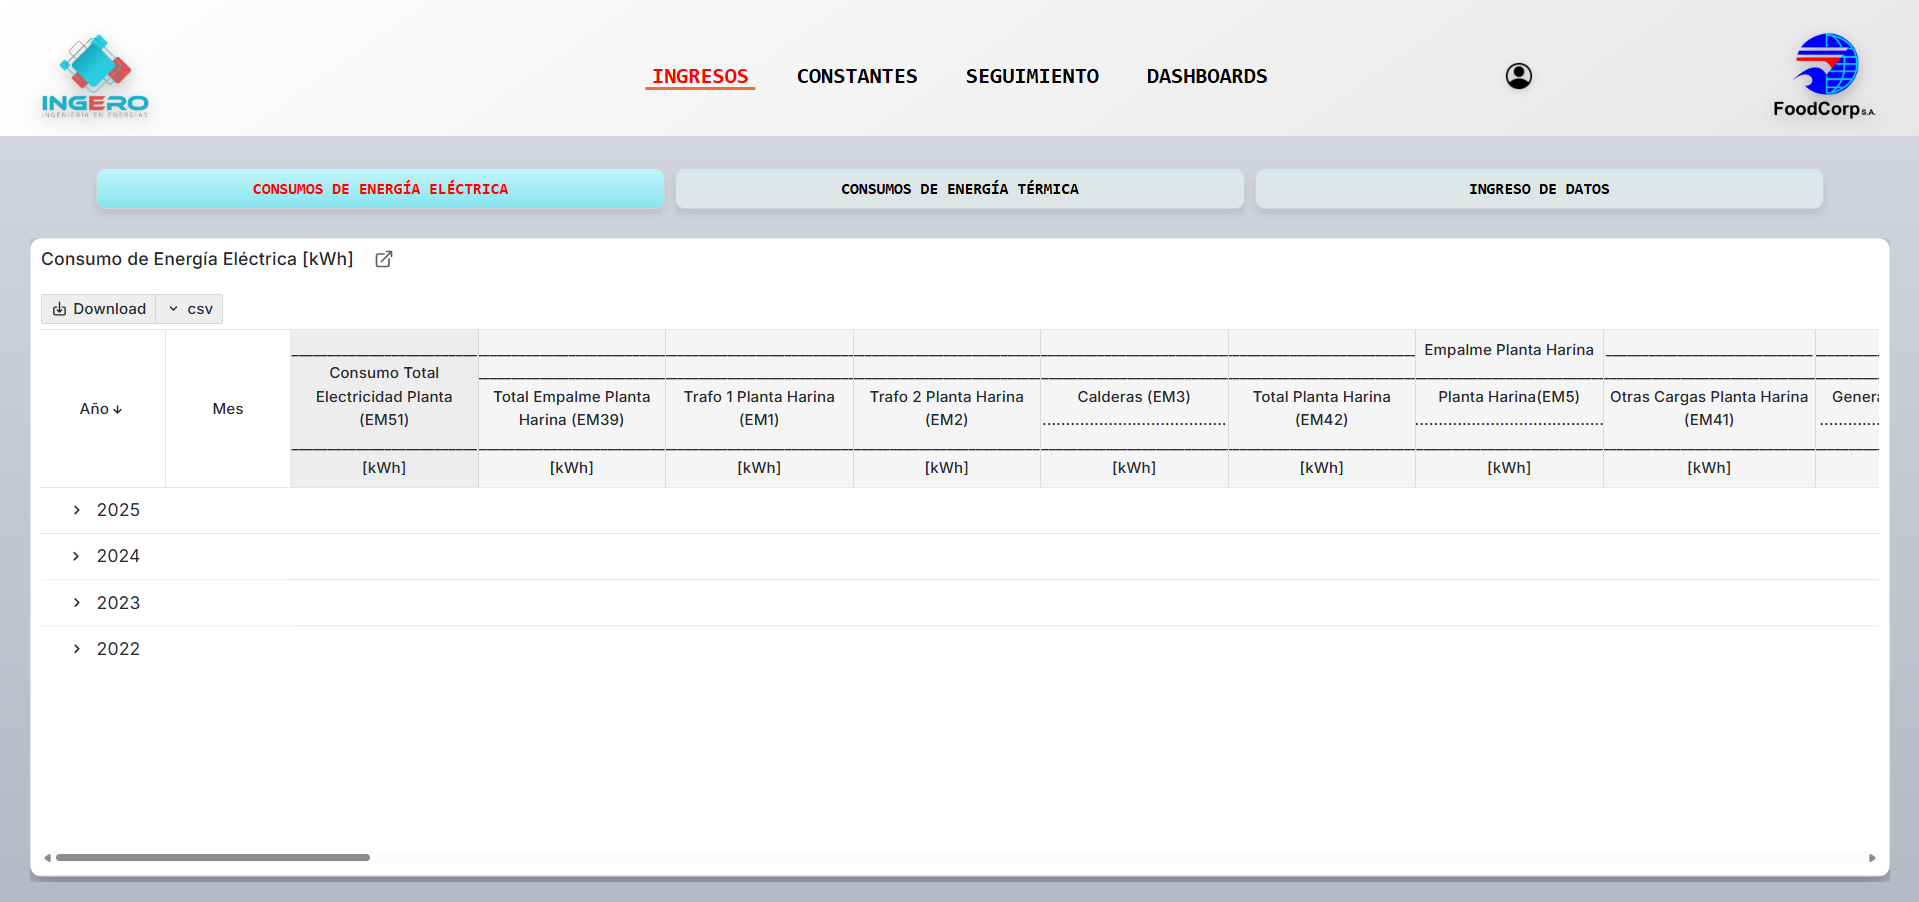 INGERO
INGENIERIA EN ENERGIAS
INGRESOS
CONSTANTES
SEGUIMIENTO
DASHBOARDS
FoodCorp S.A.
CONSUMOS DE ENERGÍA ELÉCTRICA
CONSUMOS DE ENERGÍA TÉRMICA
INGRESO DE DATOS
Consumo de Energía Eléctrica [kWh]
Download
csv
Año
Mes
Consumo Total
Electricidad Planta
(EM51)
[kWh]
Total Empalme Planta
Harina (EM39)
[kWh]
Trafo 1 Planta Harina
(EM1)
[kWh]
Trafo 2 Planta Harina
(EM2)
[kWh]
Calderas (EM3)
[kWh]
Total Planta Harina
(EM42)
[kWh]
Empalme Planta Harina
Planta Harina(EM5)
[kWh]
Otras Cargas Planta Harina
(EM41)
[kWh]
2025
2024
2023
2022